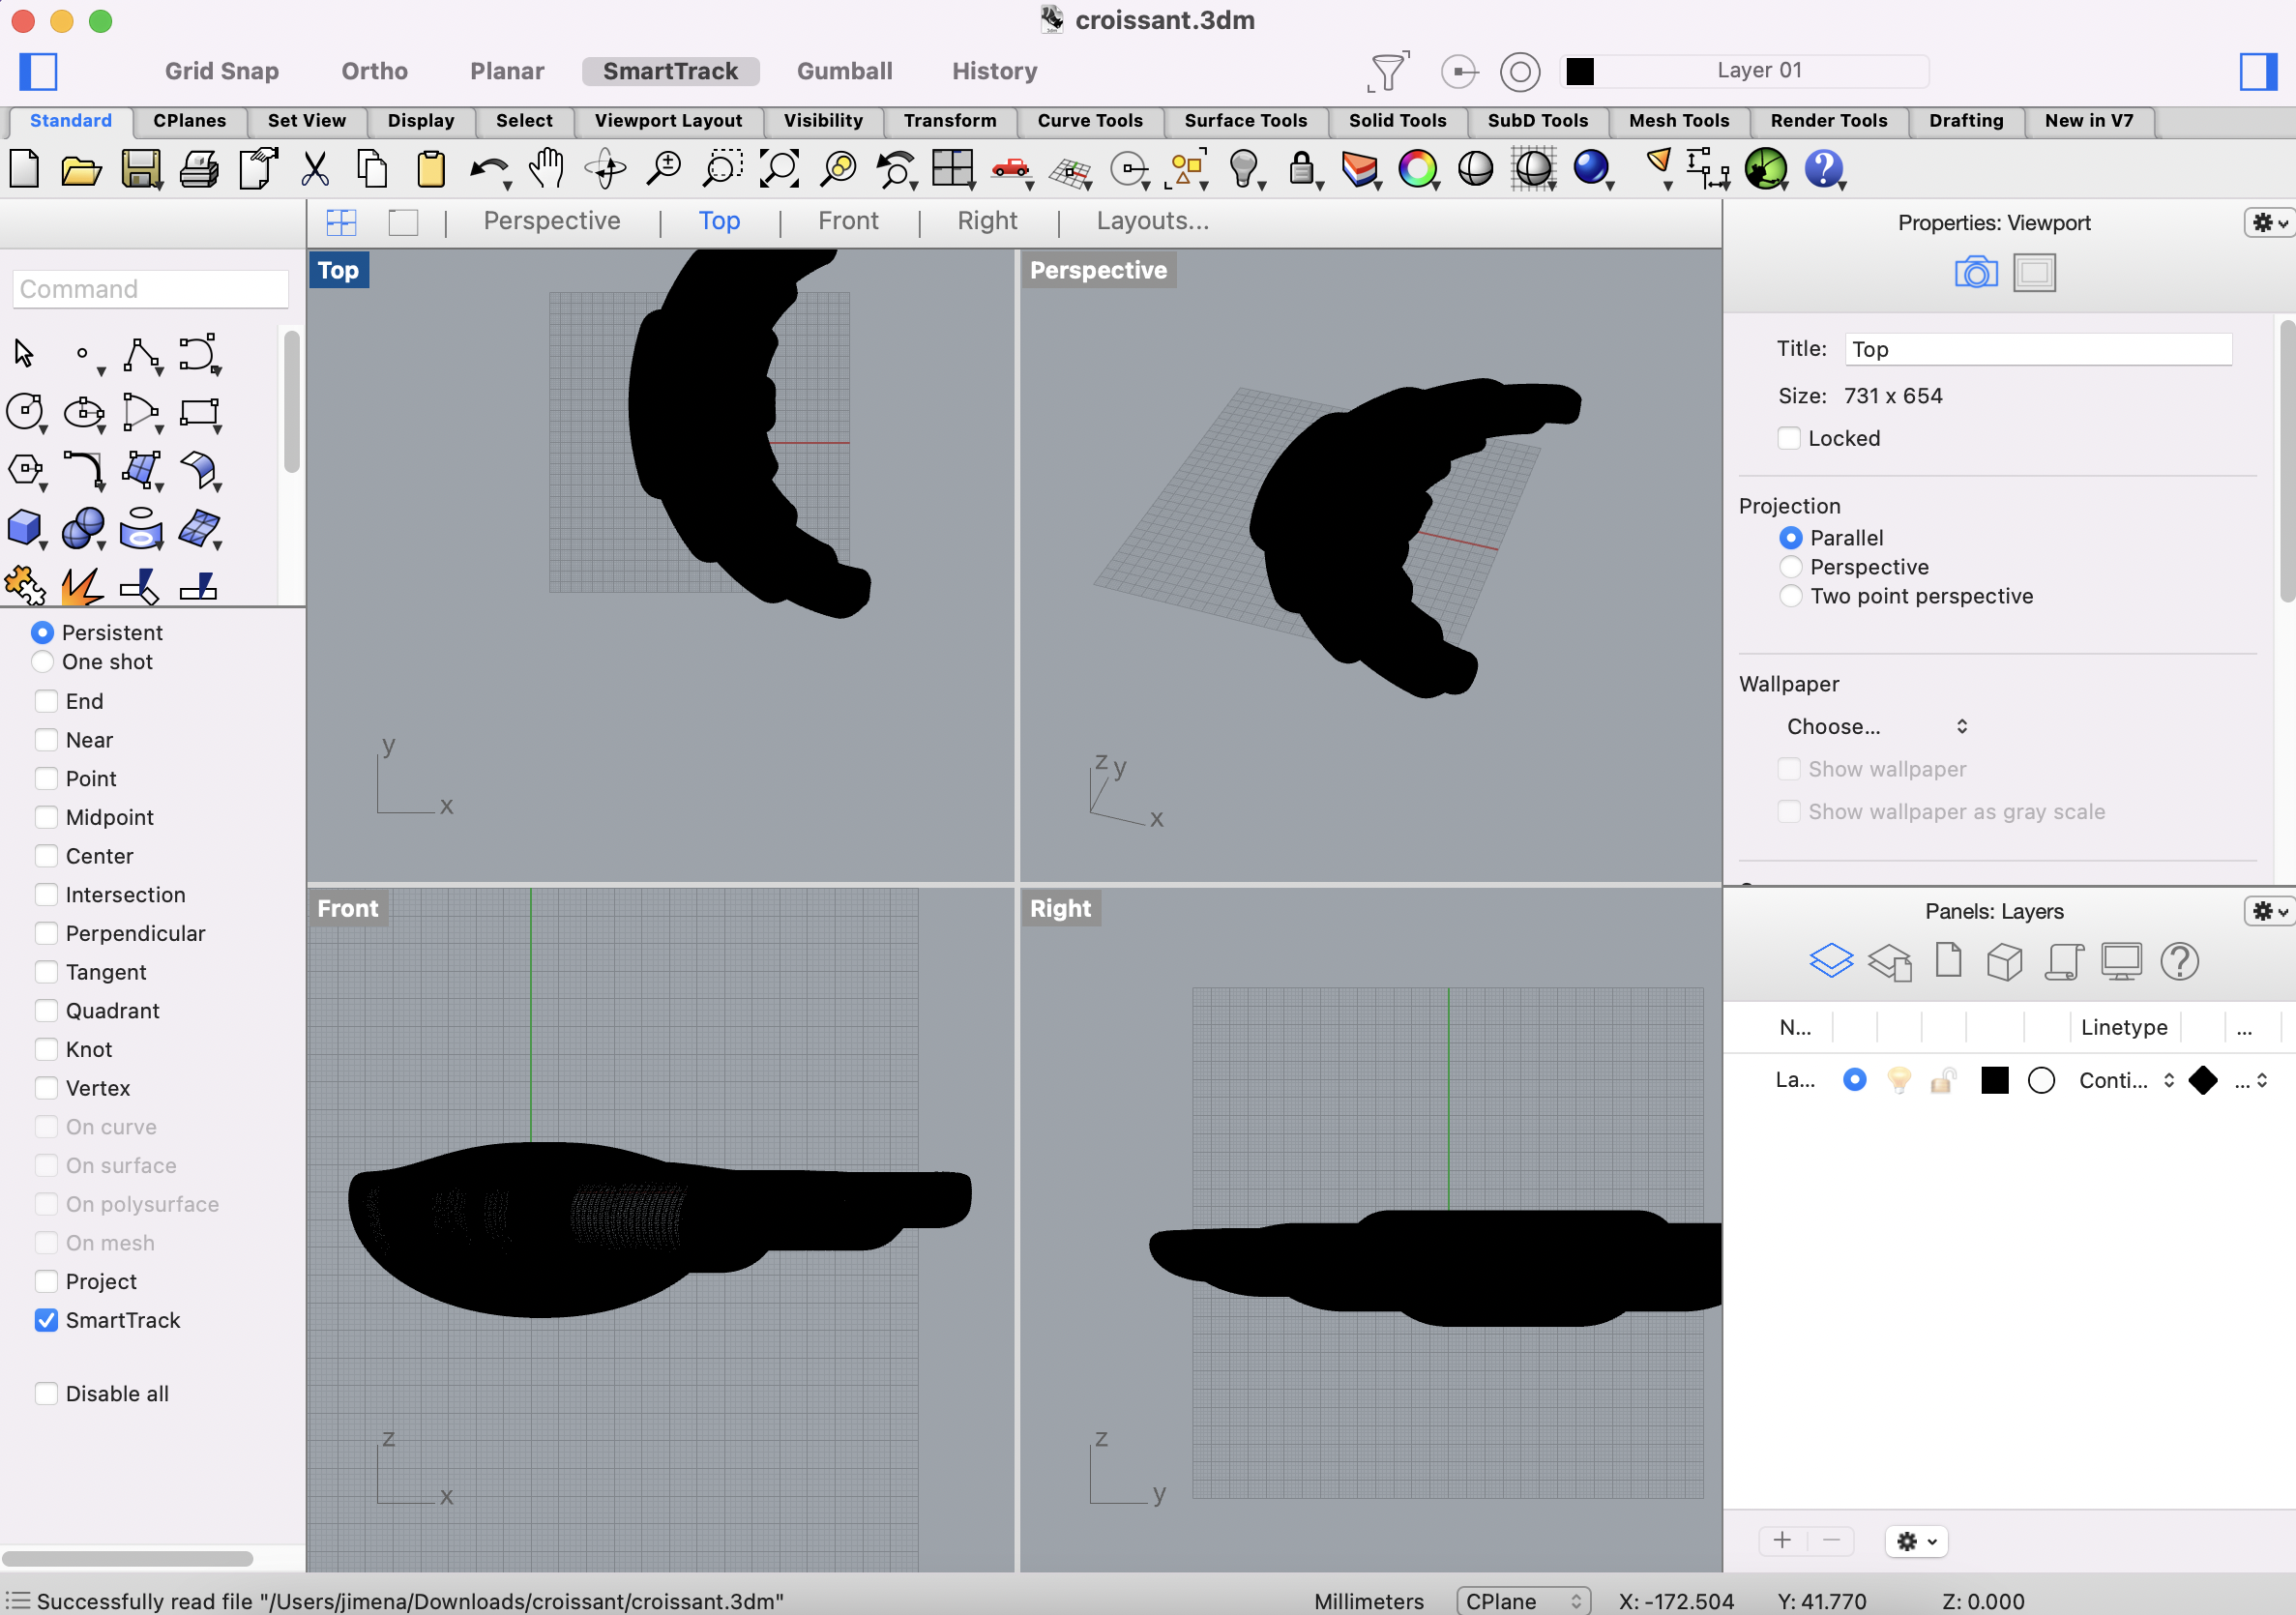 croissant.3dm
Grid Snap Ortho Planar SmartTrack Gumball History Layer 01
Standard CPlanes Set View Display Select Viewport Layout Visibility Transform Curve Tools Surface Tools Solid Tools SubD Tools Mesh Tools Render Tools Drafting New in V7
Perspective Top Front Right Layouts...
Command
Persistent
One shot
End
Near
Point
Midpoint
Center
Intersection
Perpendicular
Tangent
Quadrant
Knot
Vertex
On curve
On surface
On polysurface
On mesh
Project
SmartTrack
Disable all
Top
y
x
Perspective
z y
x
Front
z
x
Right
z
y
Properties: Viewport
Title: Top
Size: 731 x 654
Locked
Projection
Parallel
Perspective
Two point perspective
Wallpaper
Choose...
Show wallpaper
Show wallpaper as gray scale
Panels: Layers
N... Linetype ...
La... Conti... ...
Successfully read file "/Users/jimena/Downloads/croissant/croissant.3dm" Millimeters CPlane X: -172.504 Y: 41.770 Z: 0.000